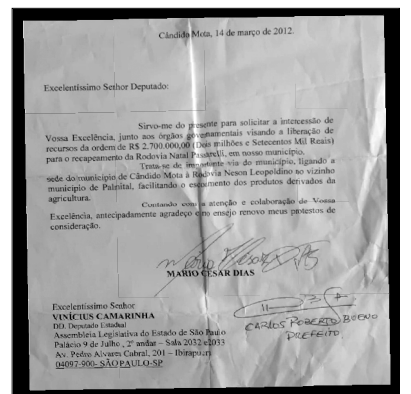 Cândido Mota, 14 de março de 2012.
Excelentíssimo Senhor Deputado:
Sirvo-me do presente para solicitar a intercessão de
Vossa Excelência, junto aos órgãos governamentais visando a liberação de
recursos da ordem de R$ 2.700.000,00 (Dois milhões e Setecentos Mil Reais)
para o recapeamento da Rodovia Natal Pasarelli, em nosso município.
Trata-se de importante via do município, ligando a
sede do município de Cândido Mota à Rodovia Neson Leopoldino no vizinho
município de Palmital, facilitando o escoamento dos produtos derivados da
agricultura.
Contando com a atenção e colaboração de Vossa
Excelência, antecipadamente agradeço e no ensejo renovo meus protestos de
consideração.
MARIO CESAR DIAS
Excelentíssimo Senhor
VINÍCIUS CAMARINHA
DD. Deputado Estadual
Assembleia Legislativa do Estado de São Paulo
Palácio 9 de Julho, 2º andar – Sala 2032 e2033
Av. Pedro Alvares Cabral, 201 – Ibirapuera
04097-900- SÃO PAULO-SP
CARLOS ROBERTO BUENO
PREFEITO